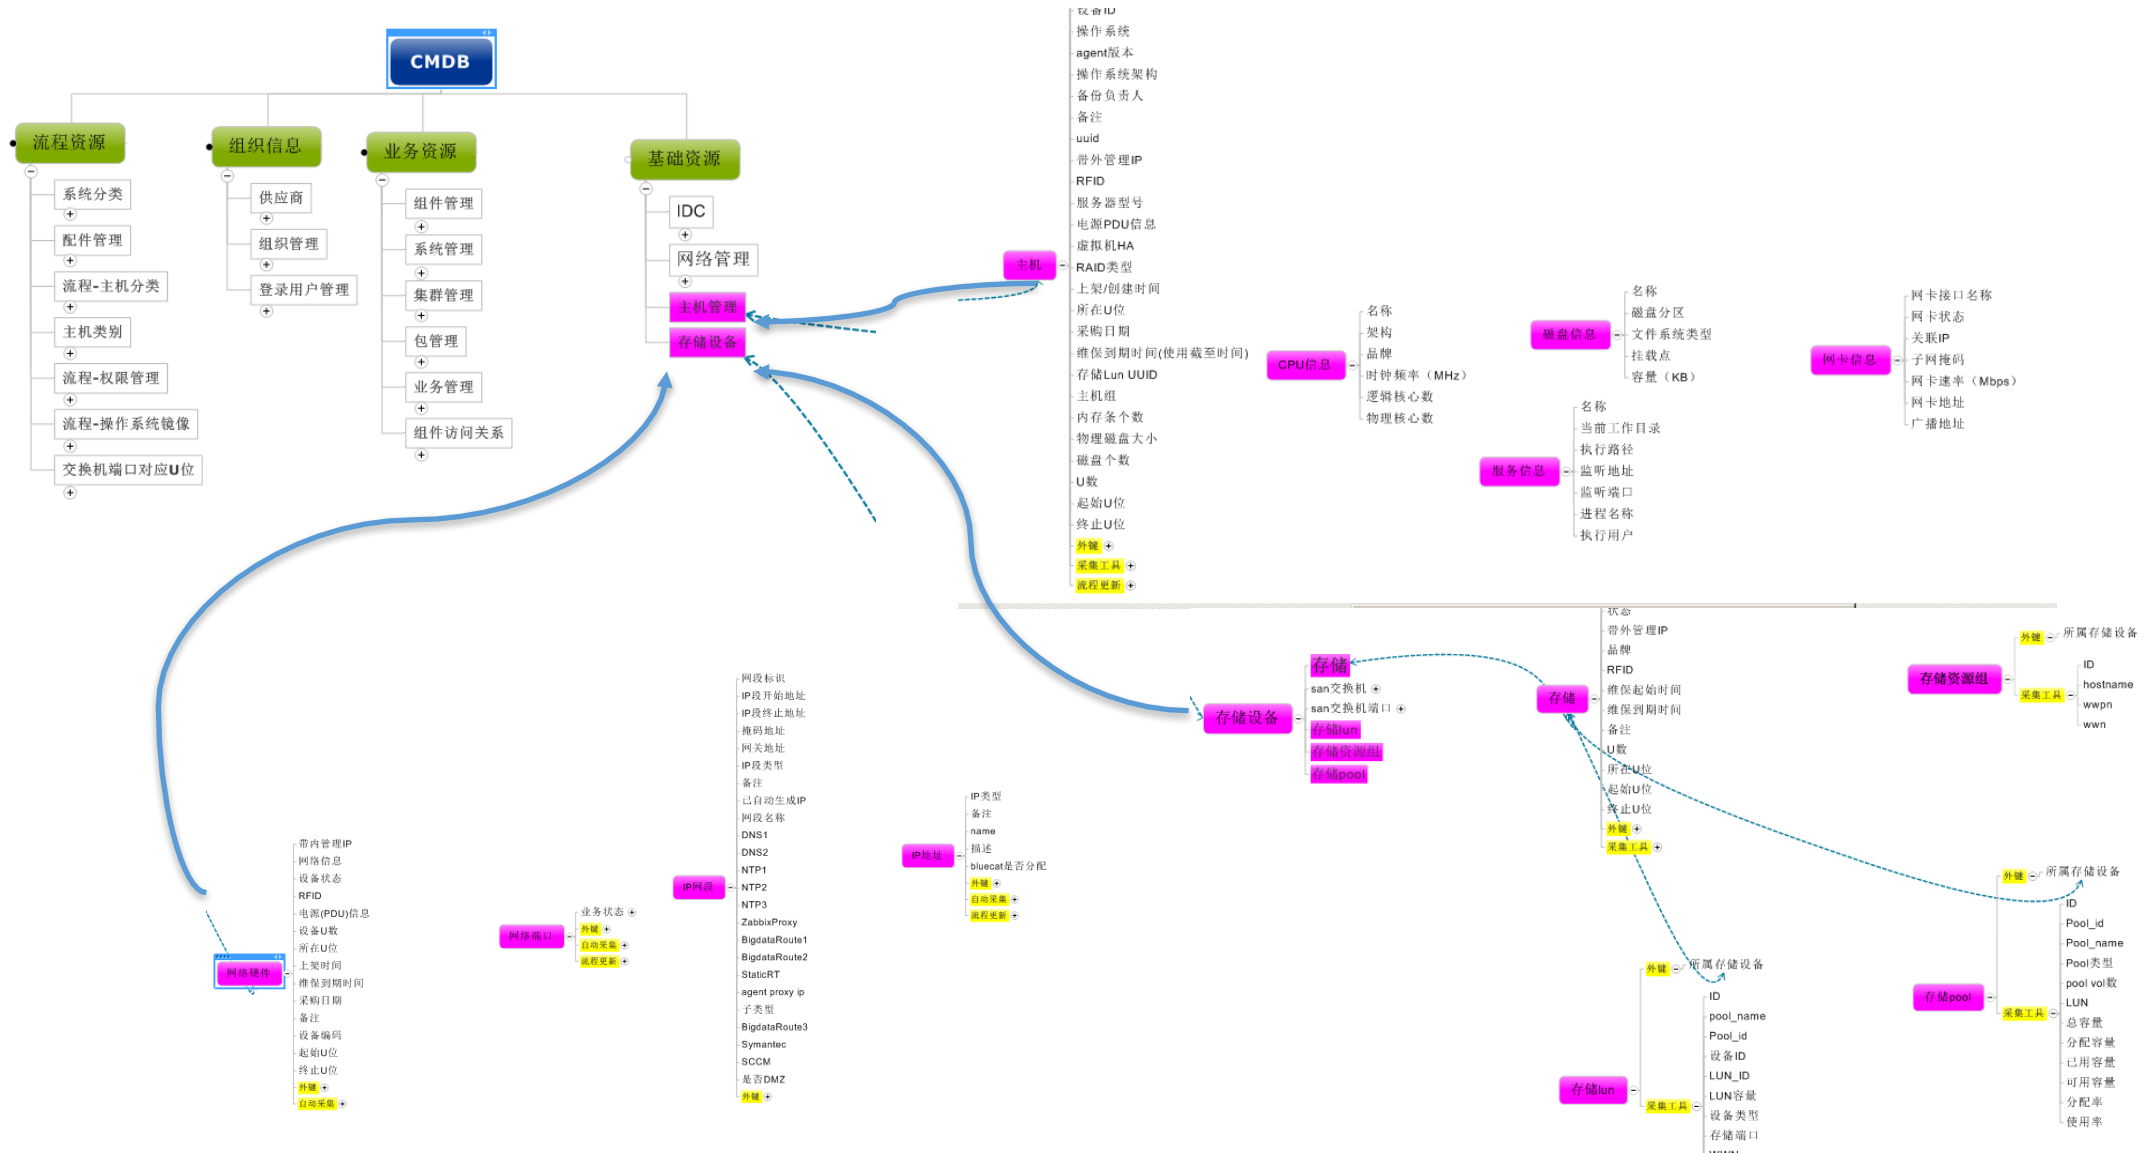 CMDB
流程资源
系统分类
配件管理
流程-主机分类
主机类别
流程-权限管理
流程-操作系统镜像
交换机端口对应U位
组织信息
供应商
组织管理
登录用户管理
业务资源
组件管理
系统管理
集群管理
包管理
业务管理
组件访问关系
基础资源
IDC
网络管理
主机管理
存储设备
主机
设备ID
操作系统
agent版本
操作系统架构
备份负责人
备注
uuid
带外管理IP
RFID
服务器型号
电源PDU信息
虚拟机HA
RAID类型
上架/创建时间
所在U位
采购日期
维保到期时间(使用截至时间)
存储Lun UUID
主机组
内存条个数
物理磁盘大小
磁盘个数
U数
起始U位
终止U位
外键
采集工具
流程更新
CPU信息
名称
架构
品牌
时钟频率（MHz）
逻辑核心数
物理核心数
磁盘信息
名称
磁盘分区
文件系统类型
挂载点
容量（KB）
服务信息
名称
当前工作目录
执行路径
监听地址
监听端口
进程名称
执行用户
网卡信息
网卡接口名称
网卡状态
关联IP
子网掩码
网卡速率（Mbps）
网卡地址
广播地址
网络硬件
带内管理IP
网络信息
设备状态
RFID
电源(PDU)信息
设备U数
所在U位
上架时间
维保到期时间
采购日期
备注
设备编码
起始U位
终止U位
外键
自动采集
网络端口
业务状态
外键
自动采集
流程更新
IP网段
网段标识
IP段开始地址
IP段终止地址
掩码地址
网关地址
IP段类型
备注
已自动生成IP
网段名称
DNS1
DNS2
NTP1
NTP2
NTP3
ZabbixProxy
BigdataRoute1
BigdataRoute2
StaticRT
agent proxy ip
子类型
BigdataRoute3
Symantec
SCCM
是否DMZ
外键
IP地址
IP类型
备注
name
描述
bluecat是否分配
外键
自动采集
流程更新
存储设备
存储
san交换机
san交换机端口
存储lun
存储资源组
存储pool
存储
状态
带外管理IP
品牌
RFID
维保起始时间
维保到期时间
备注
U数
所在U位
起始U位
终止U位
外键
采集工具
存储资源组
外键
所属存储设备
采集工具
ID
hostname
wwpn
wwn
存储pool
外键
所属存储设备
采集工具
ID
Pool_id
Pool_name
Pool类型
pool vol数
LUN
总容量
分配容量
已用容量
可用容量
分配率
使用率
存储lun
外键
所属存储设备
采集工具
ID
pool_name
Pool_id
设备ID
LUN_ID
LUN容量
设备类型
存储端口
WWN